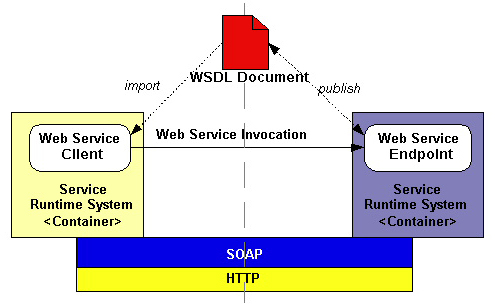 WSDL Document
import
publish
Web Service
Client
Web Service Invocation
Web Service
Endpoint
Service
Runtime System
<Container>
Service
Runtime System
<Container>
SOAP
HTTP